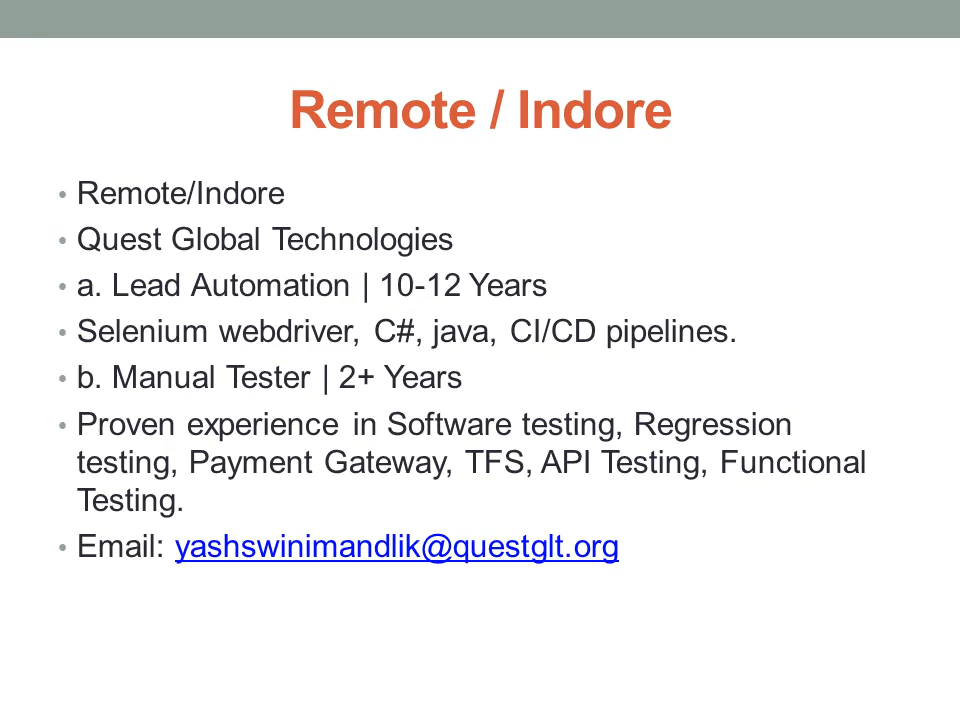 Remote / Indore
• Remote/Indore
• Quest Global Technologies
• a. Lead Automation | 10-12 Years
• Selenium webdriver, C#, java, CI/CD pipelines.
• b. Manual Tester | 2+ Years
• Proven experience in Software testing, Regression
testing, Payment Gateway, TFS, API Testing, Functional
Testing.
• Email: yashswinimandlik@questglt.org